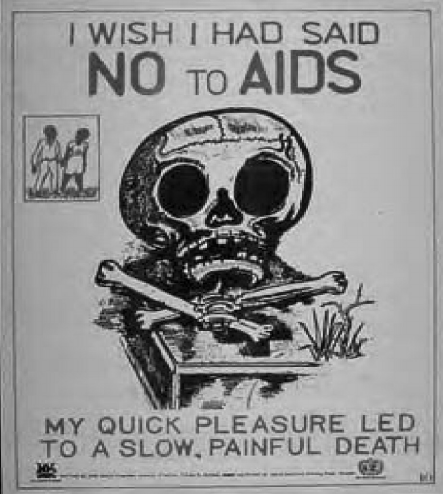 I WISH I HAD SAID
NO TO AIDS
MY QUICK PLEASURE LED
TO A SLOW, PAINFUL DEATH